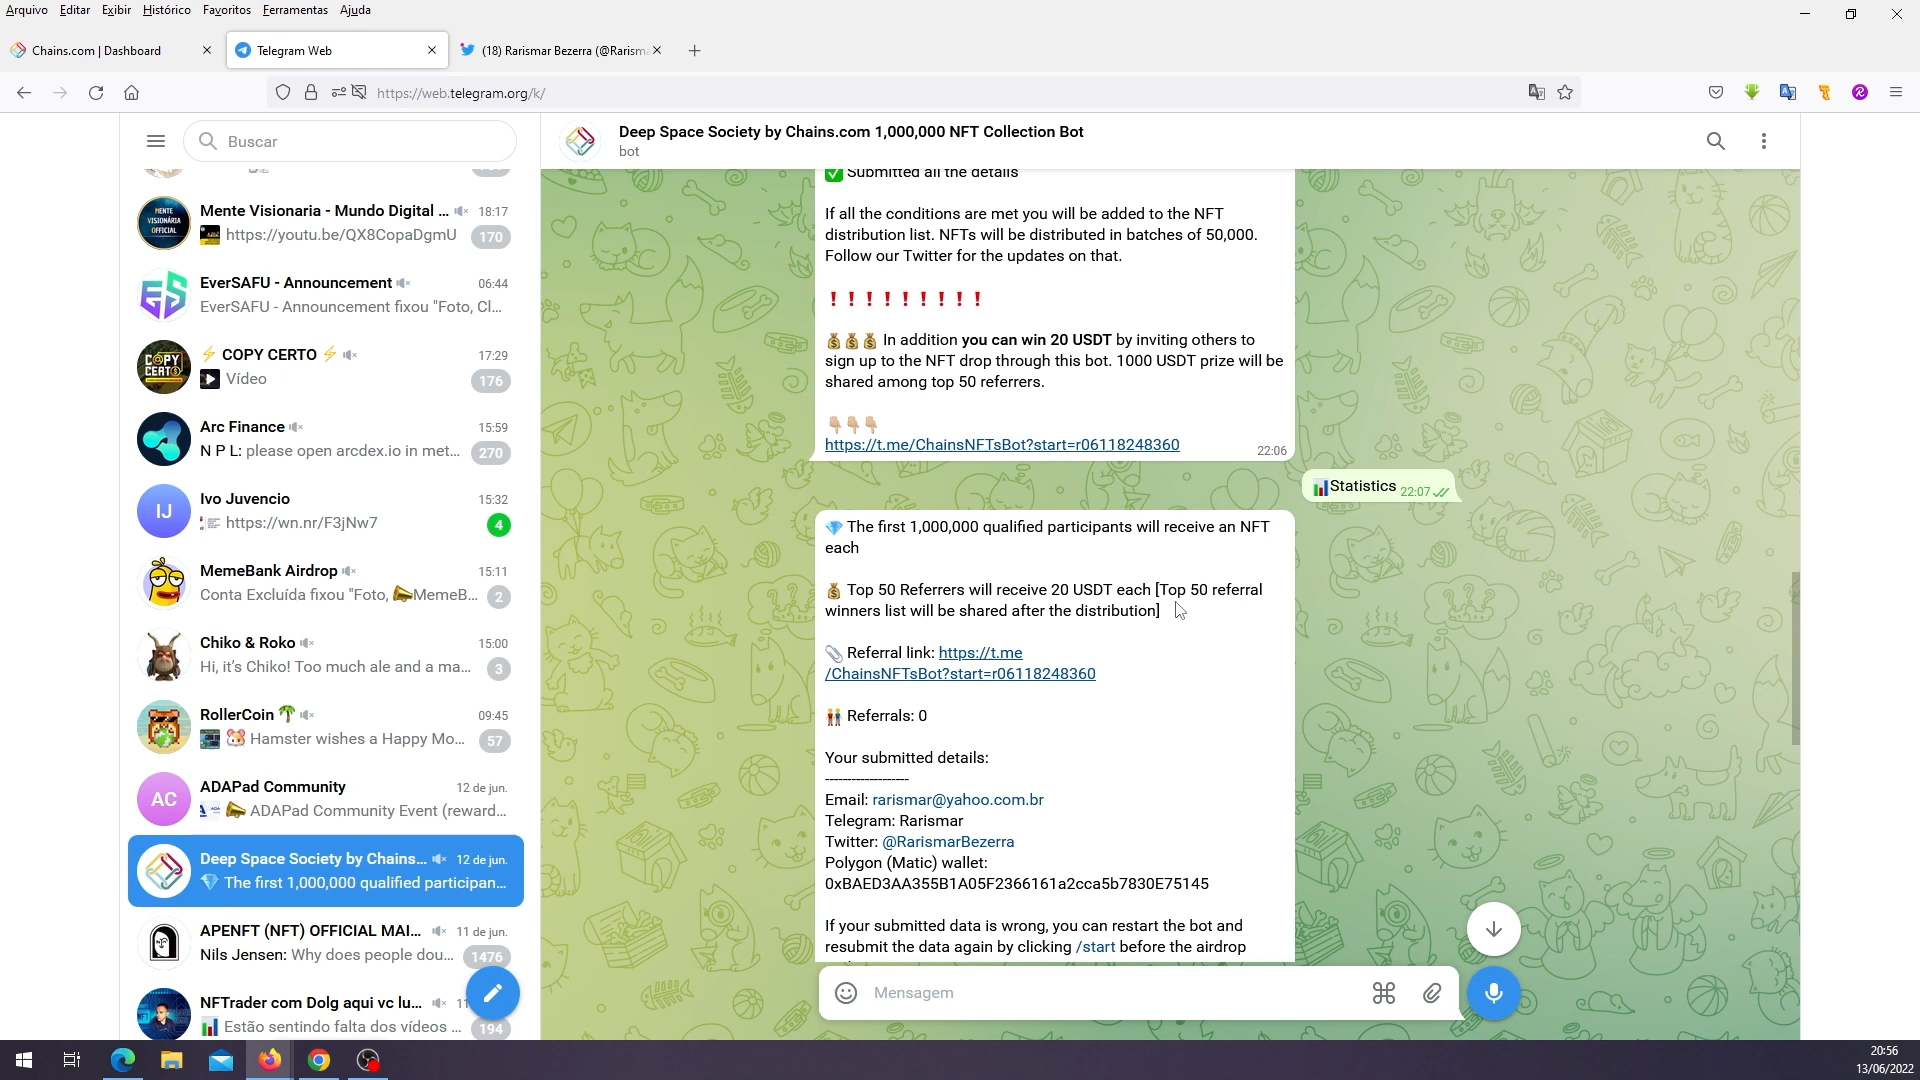 Arquivo Editar Exibir Histórico Favoritos Ferramentas Ajuda
Chains.com | Dashboard
Telegram Web
(18) Rarismar Bezerra (@Rarism
https://web.telegram.org/k/
Buscar
Deep Space Society by Chains.com 1,000,000 NFT Collection Bot
bot
Mente Visionaria - Mundo Digital ... 18:17
https://youtu.be/QX8CopaDgmU 170
EverSAFU - Announcement 06:44
EverSAFU - Announcement fixou "Foto, Cl...
⚡ COPY CERTO ⚡ 17:29
Vídeo 176
Arc Finance 15:59
N P L: please open arcdex.io in met... 270
IJ
Ivo Juvencio 15:32
https://wn.nr/F3jNw7 4
MemeBank Airdrop 15:11
Conta Excluída fixou "Foto, 📣MemeB... 2
Chiko & Roko 15:00
Hi, it's Chiko! Too much ale and a ma... 3
RollerCoin 🌴 09:45
🐹 Hamster wishes a Happy Mo... 57
AC
ADAPad Community 12 de jun.
📣 ADAPad Community Event (reward...
Deep Space Society by Chains... 12 de jun.
💎 The first 1,000,000 qualified participan...
APENFT (NFT) OFFICIAL MAI... 11 de jun.
Nils Jensen: Why does people dou... 1476
NFTrader com Dolg aqui vc lu... 11
📊 Estão sentindo falta dos vídeos ... 194
✅ Submitted all the details
If all the conditions are met you will be added to the NFT
distribution list. NFTs will be distributed in batches of 50,000.
Follow our Twitter for the updates on that.
❗❗❗❗❗❗❗❗❗
💰💰💰 In addition you can win 20 USDT by inviting others to
sign up to the NFT drop through this bot. 1000 USDT prize will be
shared among top 50 referrers.
👇🏼👇🏼👇🏼
https://t.me/ChainsNFTsBot?start=r06118248360 22:06
📊Statistics 22:07
💎 The first 1,000,000 qualified participants will receive an NFT
each
💰 Top 50 Referrers will receive 20 USDT each [Top 50 referral
winners list will be shared after the distribution]
📎 Referral link: https://t.me
/ChainsNFTsBot?start=r06118248360
👬 Referrals: 0
Your submitted details:
-------------------
Email: rarismar@yahoo.com.br
Telegram: Rarismar
Twitter: @RarismarBezerra
Polygon (Matic) wallet:
0xBAED3AA355B1A05F2366161a2cca5b7830E75145
If your submitted data is wrong, you can restart the bot and
resubmit the data again by clicking /start before the airdrop
Mensagem
20:56
13/06/2022